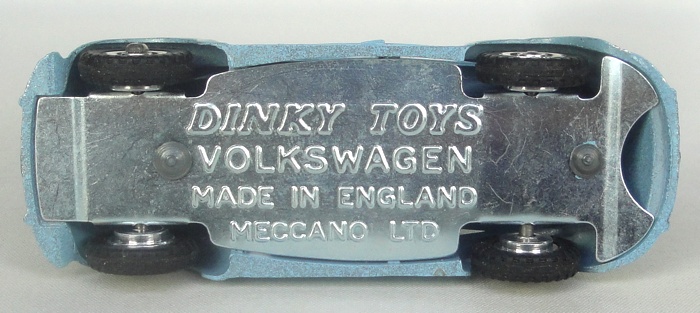 DINKY TOYS
VOLKSWAGEN
MADE IN ENGLAND
MECCANO LTD